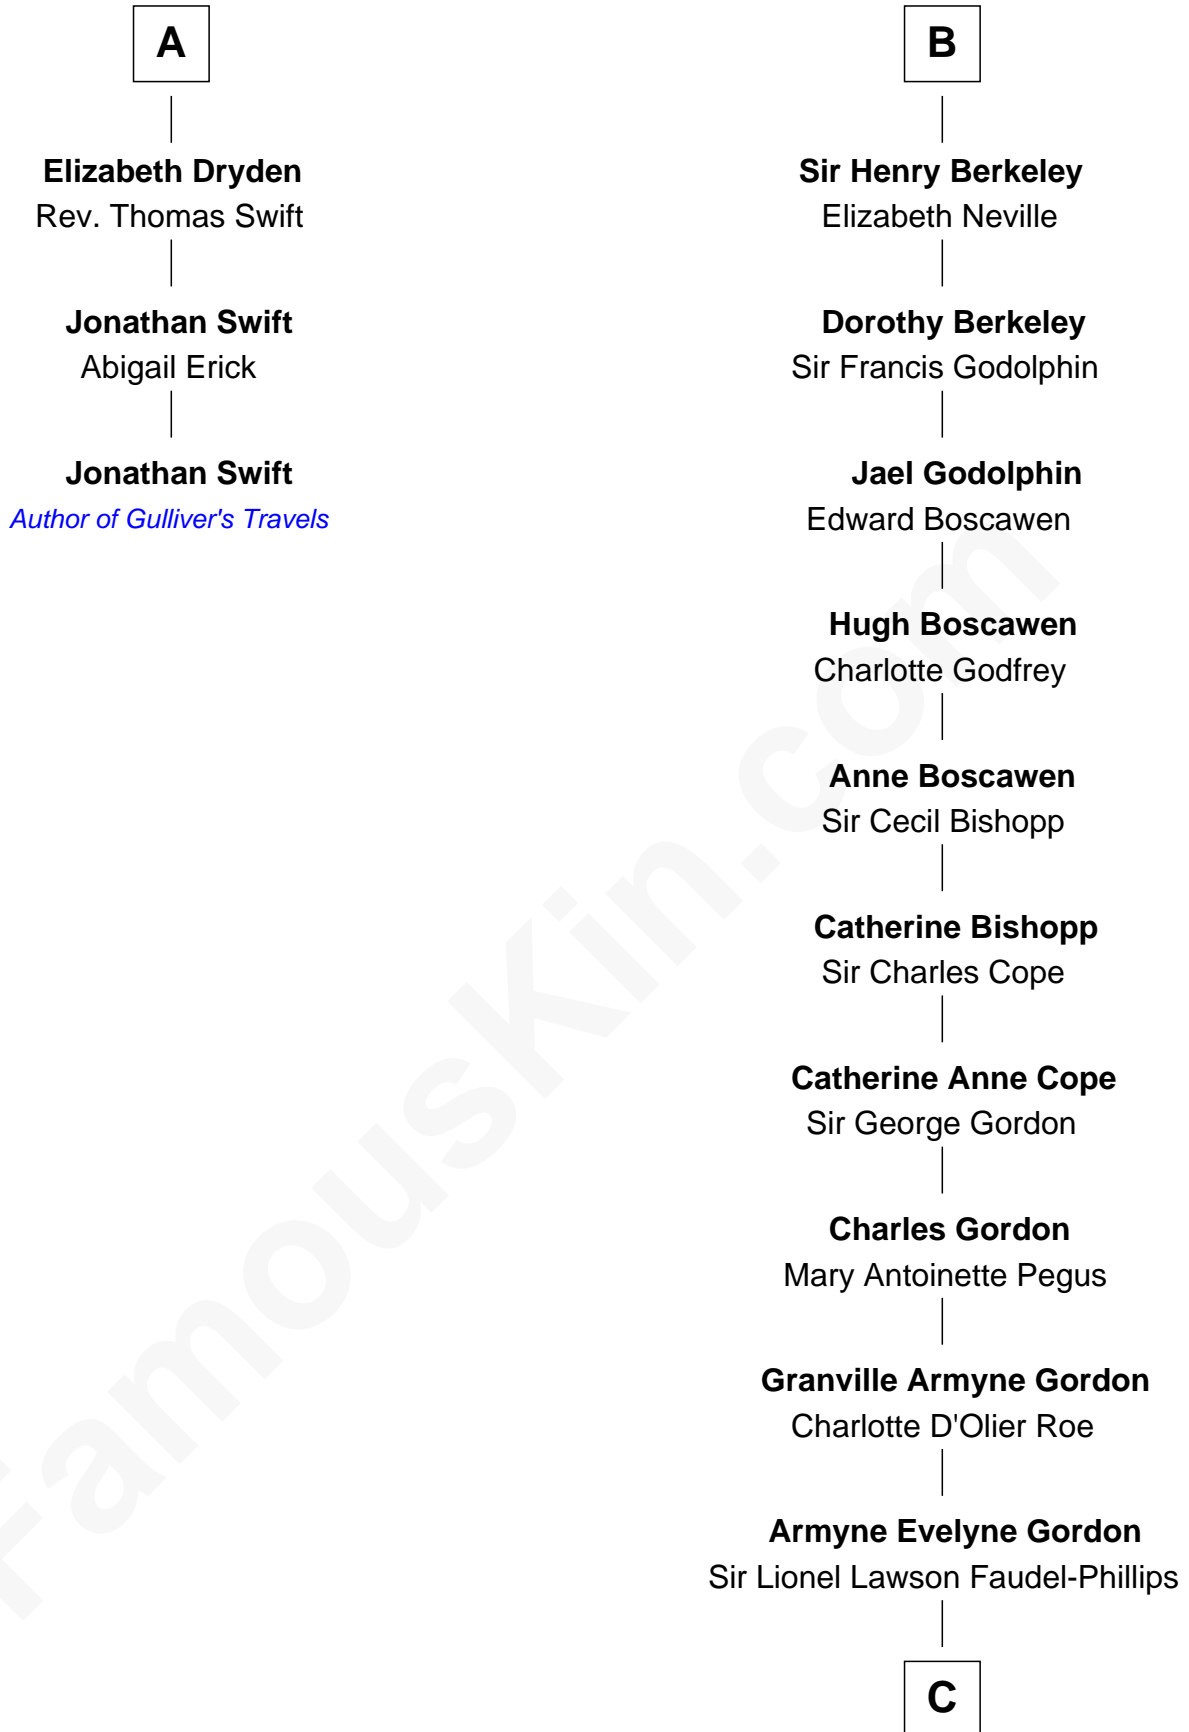 A
Elizabeth Dryden
Rev. Thomas Swift
Jonathan Swift
Abigail Erick
Jonathan Swift
Author of Gulliver's Travels
B
Sir Henry Berkeley
Elizabeth Neville
Dorothy Berkeley
Sir Francis Godolphin
Jael Godolphin
Edward Boscawen
Hugh Boscawen
Charlotte Godfrey
Anne Boscawen
Sir Cecil Bishopp
Catherine Bishopp
Sir Charles Cope
Catherine Anne Cope
Sir George Gordon
Charles Gordon
Mary Antoinette Pegus
Granville Armyne Gordon
Charlotte D'Olier Roe
Armyne Evelyne Gordon
Sir Lionel Lawson Faudel-Phillips
C
FamousKin.com